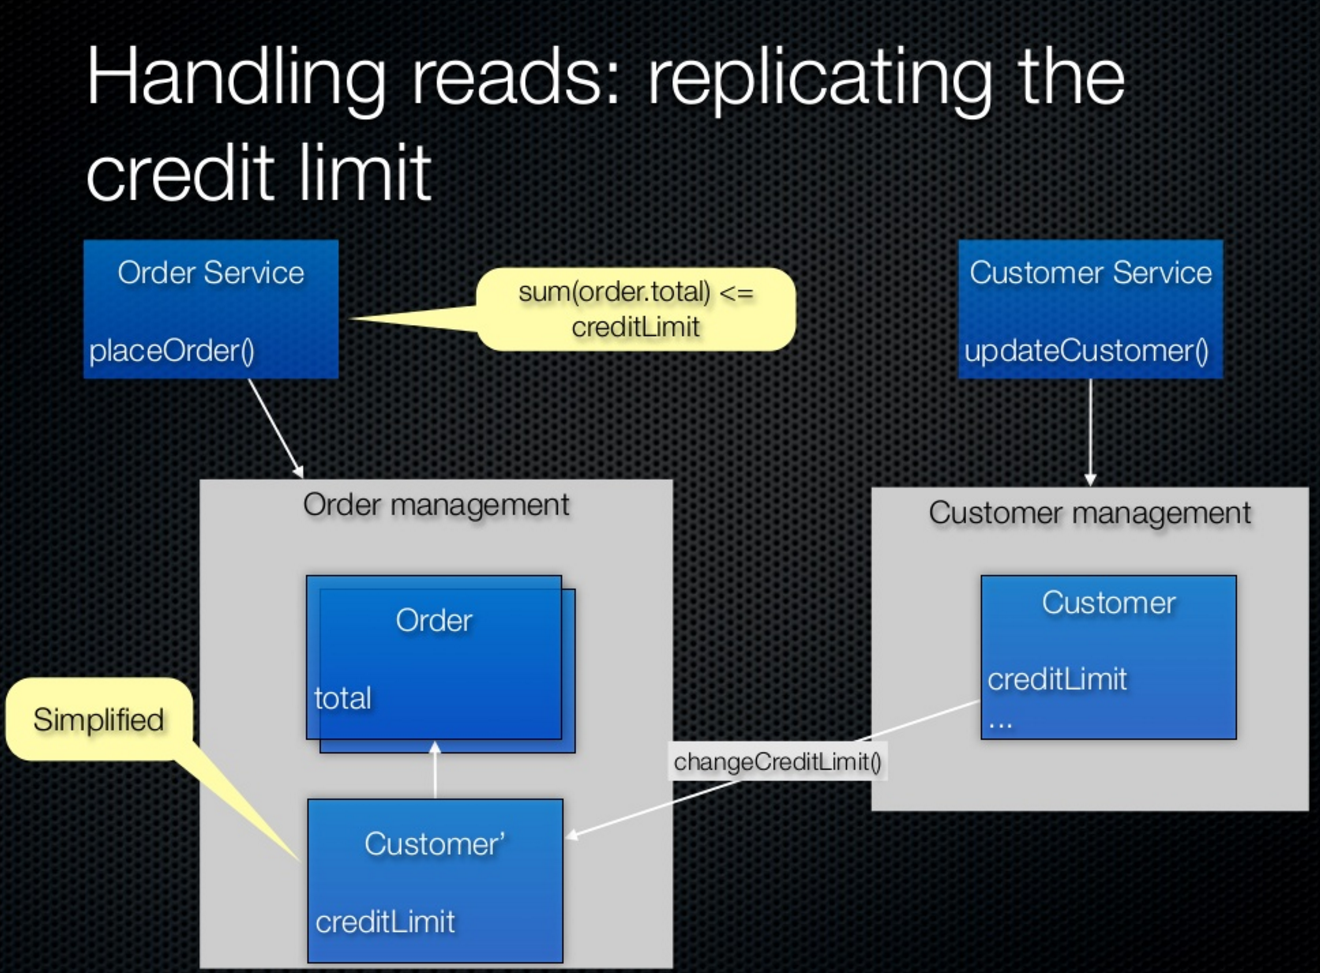 Handling reads: replicating the
credit limit
Order Service
placeOrder()
sum(order.total) <=
creditLimit
Customer Service
updateCustomer()
Order management
Order
total
Simplified
Customer’
creditLimit
Customer management
Customer
creditLimit
...
changeCreditLimit()